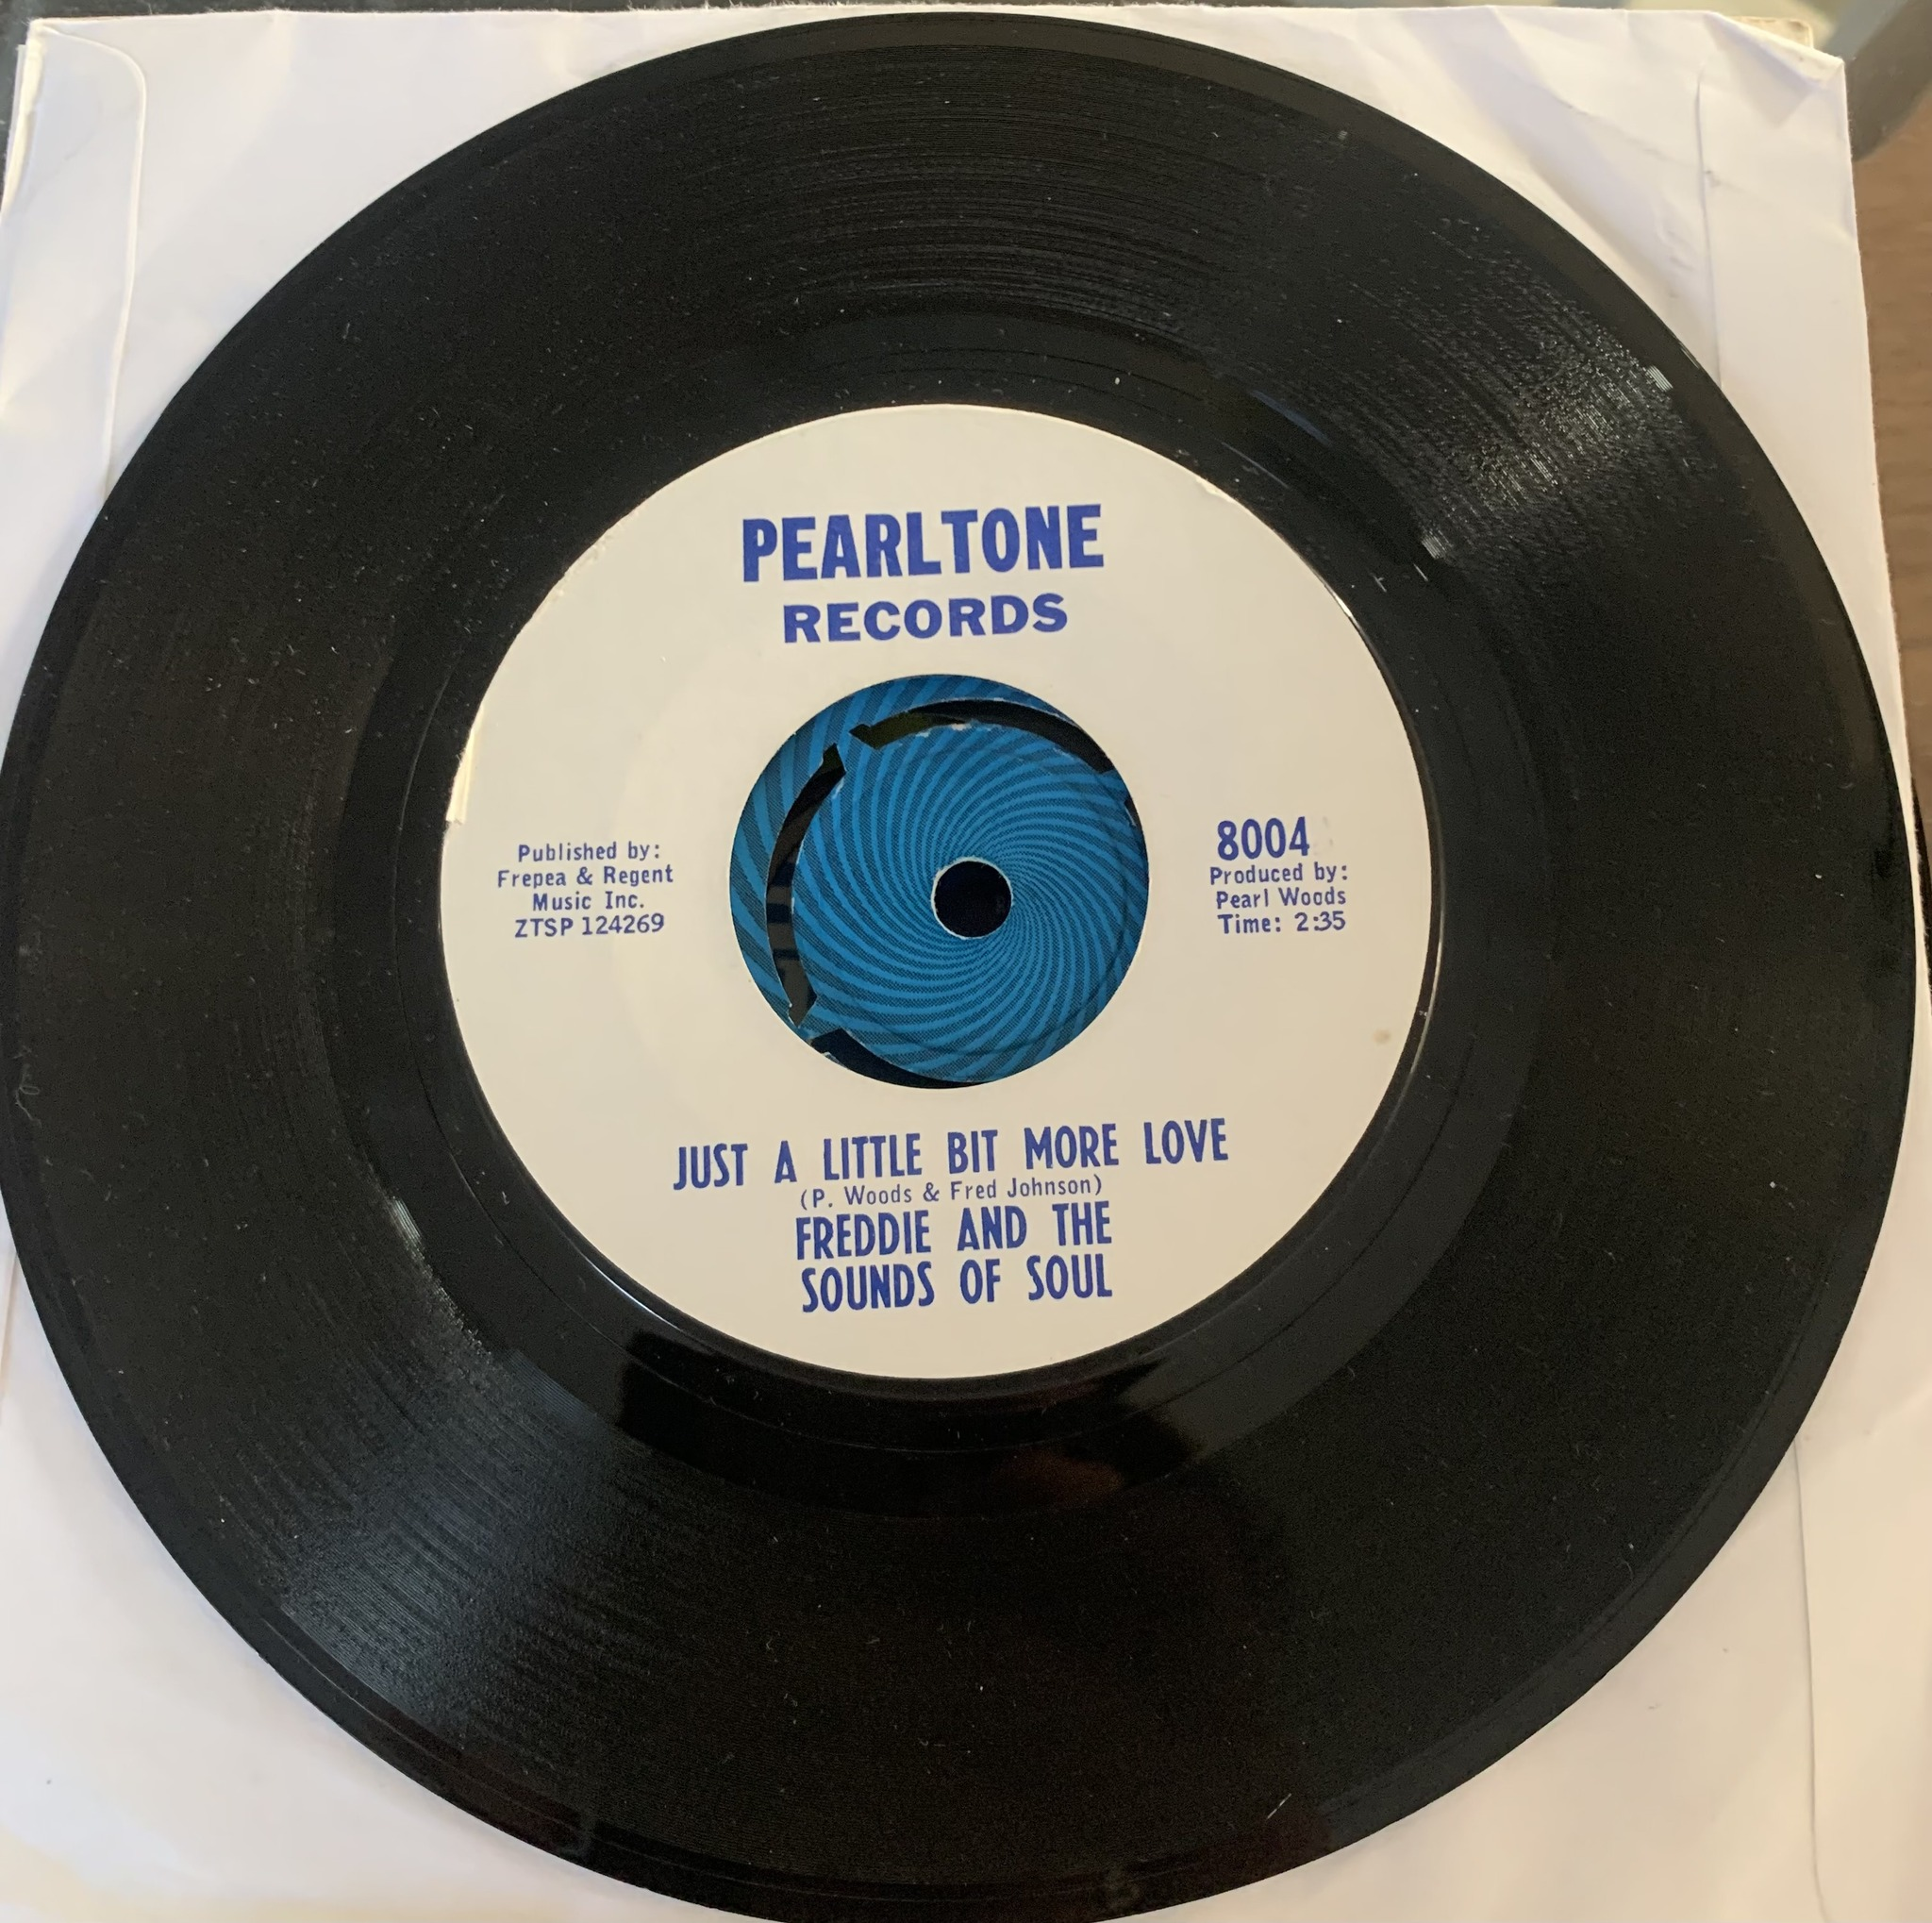 PEARLTONE
RECORDS
Published by:
Frepea & Regent
Music Inc.
ZTSP 124269
8004
Produced by:
Pearl Woods
Time: 2:35
JUST A LITTLE BIT MORE LOVE
(P. Woods & Fred Johnson)
FREDDIE AND THE
SOUNDS OF SOUL